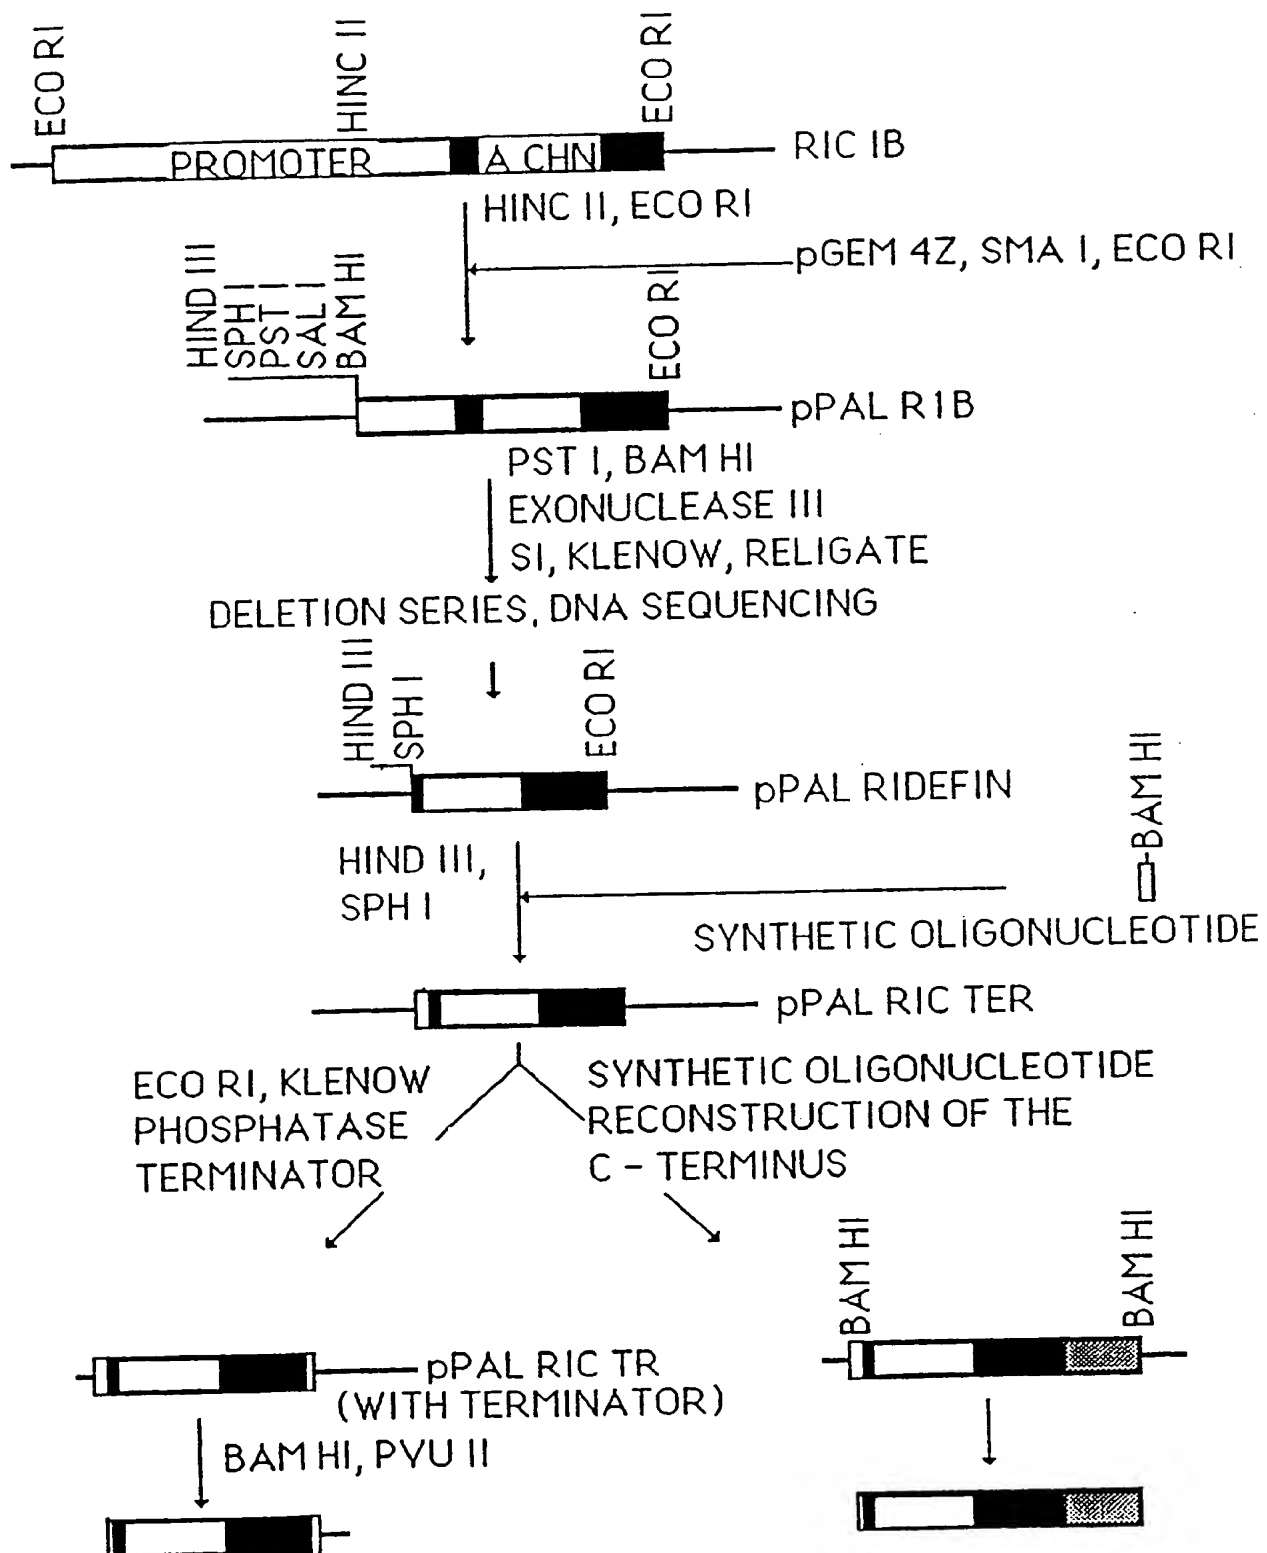 ECO RI
HINC II
ECO RI
PROMOTER
A CHN
RIC IB
HINC II, ECO RI
pGEM 4Z, SMA I, ECO RI
HIND III
SPH I
PST I
SAL I
BAM HI
ECO RI
pPAL R1B
PST I, BAM HI
EXONUCLEASE III
SI, KLENOW, RELIGATE
DELETION SERIES, DNA SEQUENCING
HIND III
SPH I
ECO RI
pPAL RIDEFIN
BAM HI
HIND III,
SPH I
SYNTHETIC OLIGONUCLEOTIDE
pPAL RIC TER
ECO RI, KLENOW
PHOSPHATASE
TERMINATOR
SYNTHETIC OLIGONUCLEOTIDE
RECONSTRUCTION OF THE
C - TERMINUS
BAM HI
BAM HI
pPAL RIC TR
(WITH TERMINATOR)
BAM HI, PVU II